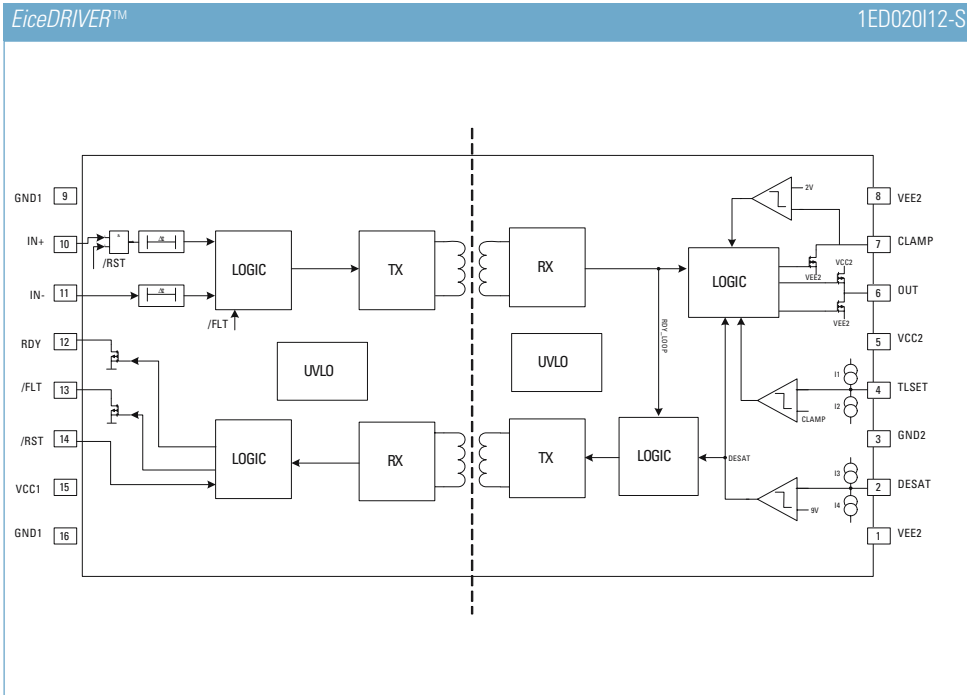 EiceDRIVER™
1ED020I12-S
GND1 9
IN+ 10
&
Δt
/RST
IN- 11
Δt
LOGIC
/FLT
TX
RX
LOGIC
2V
8 VEE2
7 CLAMP
VEE2
VCC2
6 OUT
VEE2
5 VCC2
RDY 12
/FLT 13
/RST 14
VCC1 15
GND1 16
UVLO
UVLO
RDY_LOOP
I1
4 TLSET
I2
CLAMP
3 GND2
LOGIC
RX
TX
LOGIC
DESAT
I3
2 DESAT
I4
9V
1 VEE2